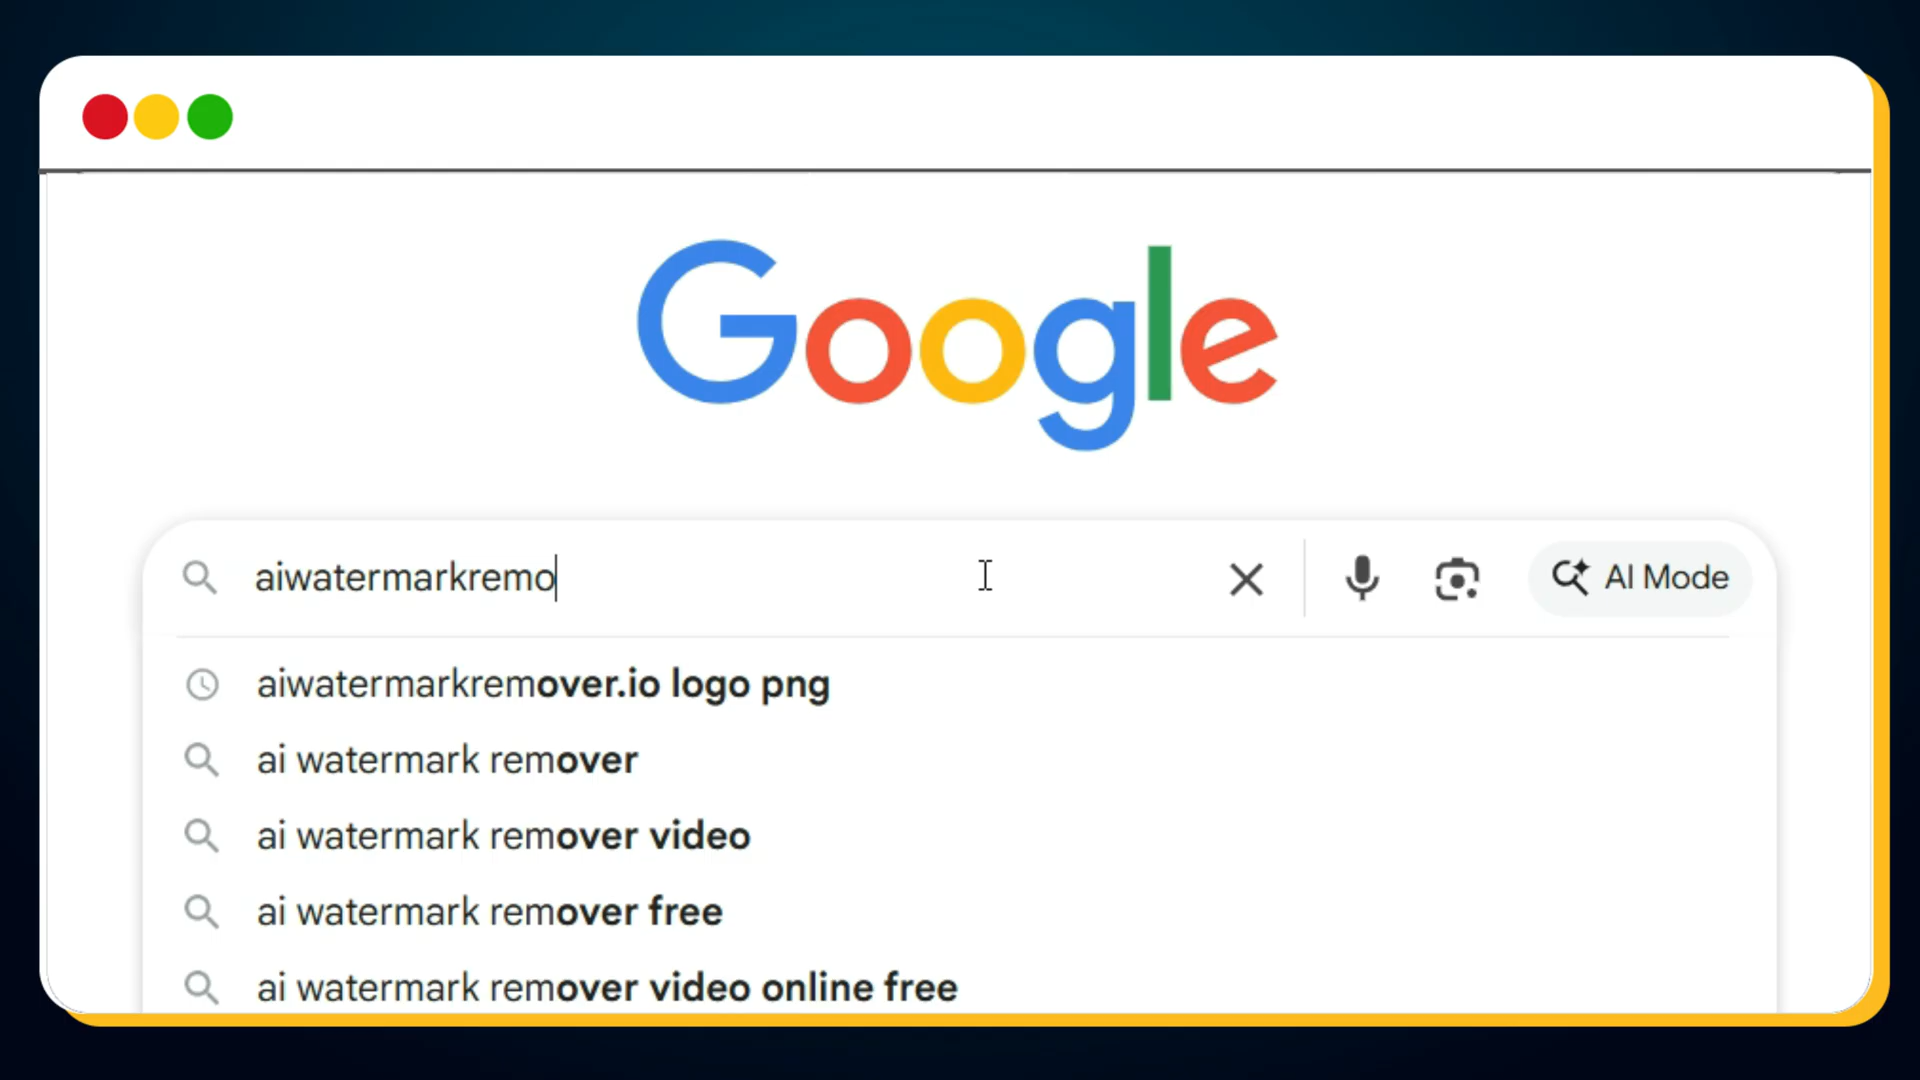 Google
aiwatermarkremo
AI Mode
aiwatermarkremover.io logo png
ai watermark remover
ai watermark remover video
ai watermark remover free
ai watermark remover video online free